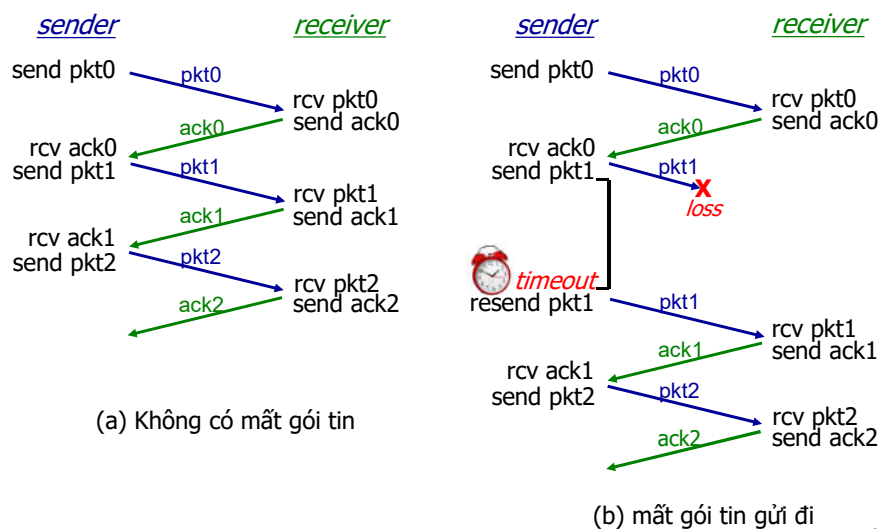 sender
receiver
send pkt0
pkt0
rcv pkt0
send ack0
ack0
rcv ack0
send pkt1
pkt1
rcv pkt1
send ack1
ack1
rcv ack1
send pkt2
pkt2
rcv pkt2
send ack2
ack2
(a) Không có mất gói tin
sender
receiver
send pkt0
pkt0
rcv pkt0
send ack0
ack0
rcv ack0
send pkt1
pkt1
X
loss
timeout
resend pkt1
pkt1
rcv pkt1
send ack1
ack1
rcv ack1
send pkt2
pkt2
rcv pkt2
send ack2
ack2
(b) mất gói tin gửi đi